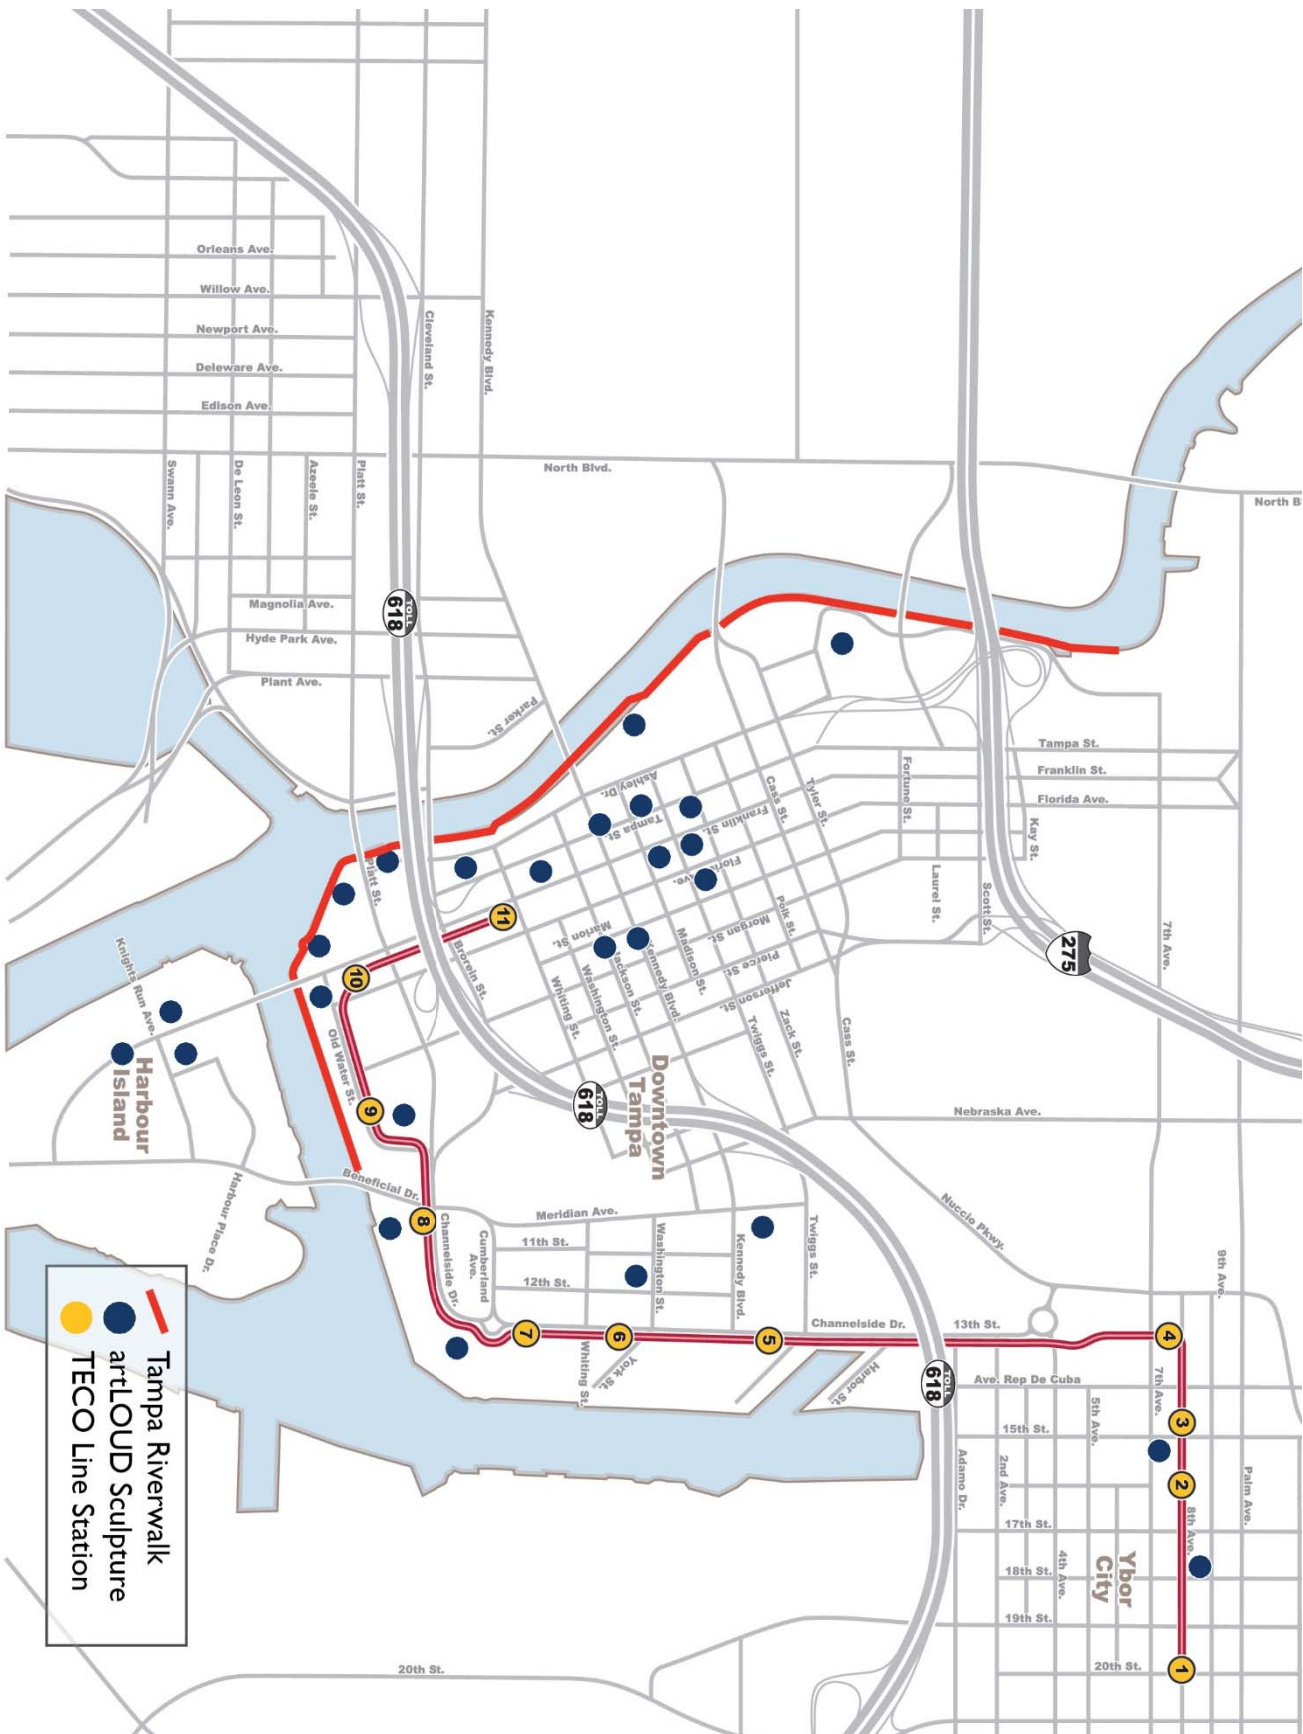 Orleans Ave.
Willow Ave.
Newport Ave.
Deleware Ave.
Edison Ave.
Cleveland St.
Kennedy Blvd.
Swann Ave.
De Leon St.
Azeele St.
Platt St.
North Blvd.
North B
Magnolia Ave.
Hyde Park Ave.
Plant Ave.
TOLL
618
Parker St.
Ashley Dr.
Tampa St.
Franklin St.
Cass St.
Tyler St.
Fortune St.
Tampa St.
Franklin St.
Florida Ave.
Kay St.
Laurel St.
Scott St.
7th Ave.
275
Platt St.
11
10
Brorein St.
Marion St.
Whiting St.
Washington St.
Jackson St.
Kennedy Blvd.
Madison St.
Morgan St.
Pierce St.
Jefferson St.
Polk St.
Twiggs St.
Zack St.
Cass St.
Nebraska Ave.
Knights Run Ave.
Harbour
Island
Old Water St.
9
TOLL
618
Downtown
Tampa
Beneficial Dr.
8
Harbour Place Dr.
Channelside Dr.
Cumberland
Ave.
Meridian Ave.
11th St.
12th St.
Washington St.
Kennedy Blvd.
Twiggs St.
Nuccio Pkwy.
9th Ave.
7
6
5
Channelside Dr.
13th St.
4
Whiting St.
York St.
Harbor St.
TOLL
618
Ave. Rep De Cuba
7th Ave.
3
15th St.
5th Ave.
2
Adamo Dr.
2nd Ave.
Palm Ave.
8th Ave.
17th St.
18th St.
4th Ave.
Ybor
City
19th St.
20th St.
1
20th St.
Tampa Riverwalk
artLOUD Sculpture
TECO Line Station